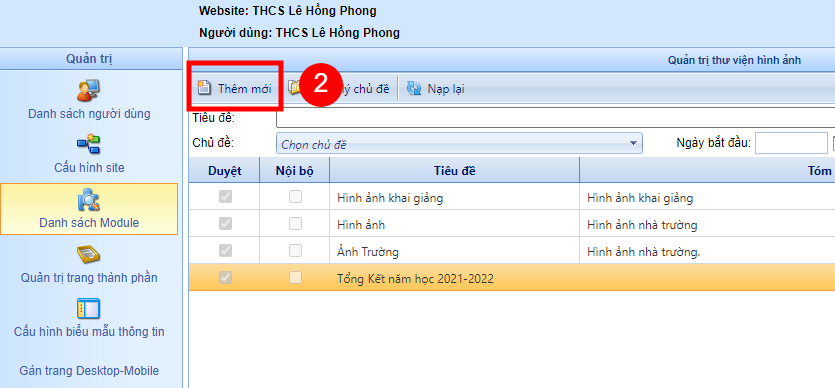 Website: THCS Lê Hồng Phong
Người dùng: THCS Lê Hồng Phong
Quản trị
Danh sách người dùng
Cấu hình site
Danh sách Module
Quản trị trang thành phần
Cấu hình biểu mẫu thông tin
Gán trang Desktop-Mobile
Quản trị thư viện hình ảnh
Thêm mới 2 chủ đề Nạp lại
Tiêu đề:
Chủ đề: Chọn chủ đề Ngày bắt đầu:
Duyệt Nội bộ Tiêu đề Tóm
Hình ảnh khai giảng Hình ảnh khai giảng
Hình ảnh Hình ảnh nhà trường
Ảnh Trường Hình ảnh nhà trường.
Tổng Kết năm học 2021-2022